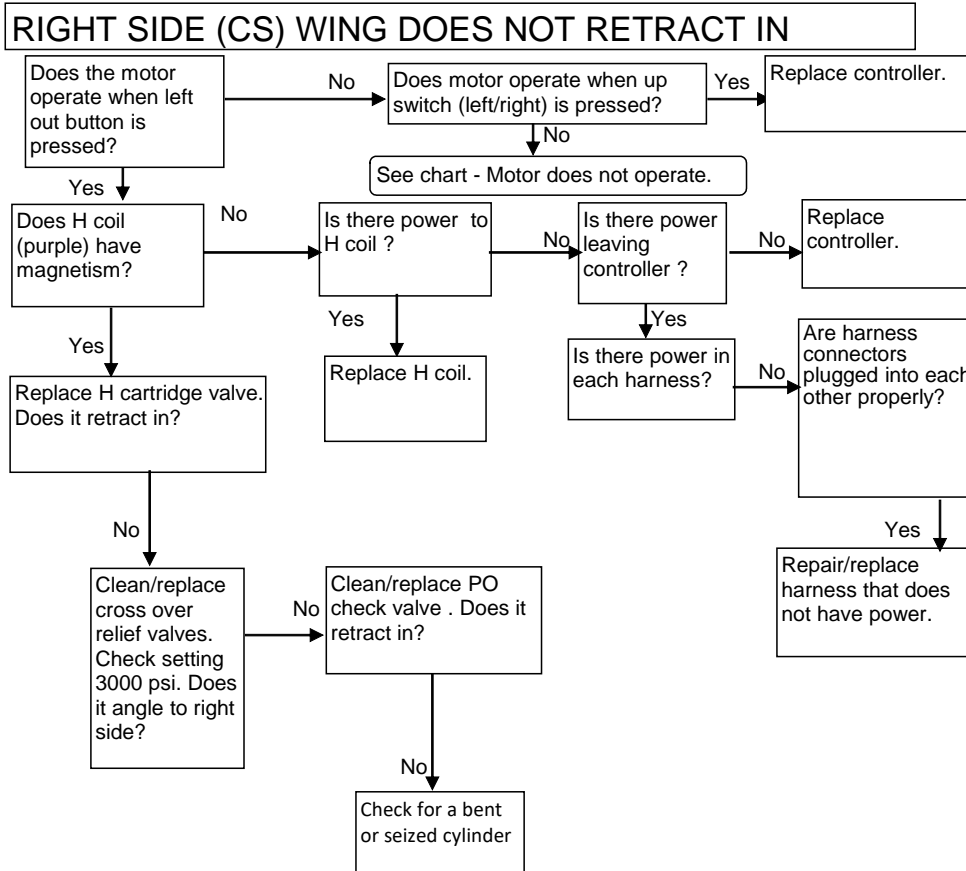 RIGHT SIDE (CS) WING DOES NOT RETRACT IN
Does the motor
operate when left
out button is
pressed?
No
Does motor operate when up
switch (left/right) is pressed?
Yes
Replace controller.
No
See chart - Motor does not operate.
Yes
Does H coil
(purple) have
magnetism?
No
Is there power to
H coil ?
No
Is there power
leaving
controller ?
No
Replace
controller.
Yes
Replace H coil.
Yes
Is there power in
each harness?
No
Are harness
connectors
plugged into each
other properly?
Yes
Repair/replace
harness that does
not have power.
Yes
Replace H cartridge valve.
Does it retract in?
No
Clean/replace
cross over
relief valves.
Check setting
3000 psi. Does
it angle to right
side?
No
Clean/replace PO
check valve . Does it
retract in?
No
Check for a bent
or seized cylinder